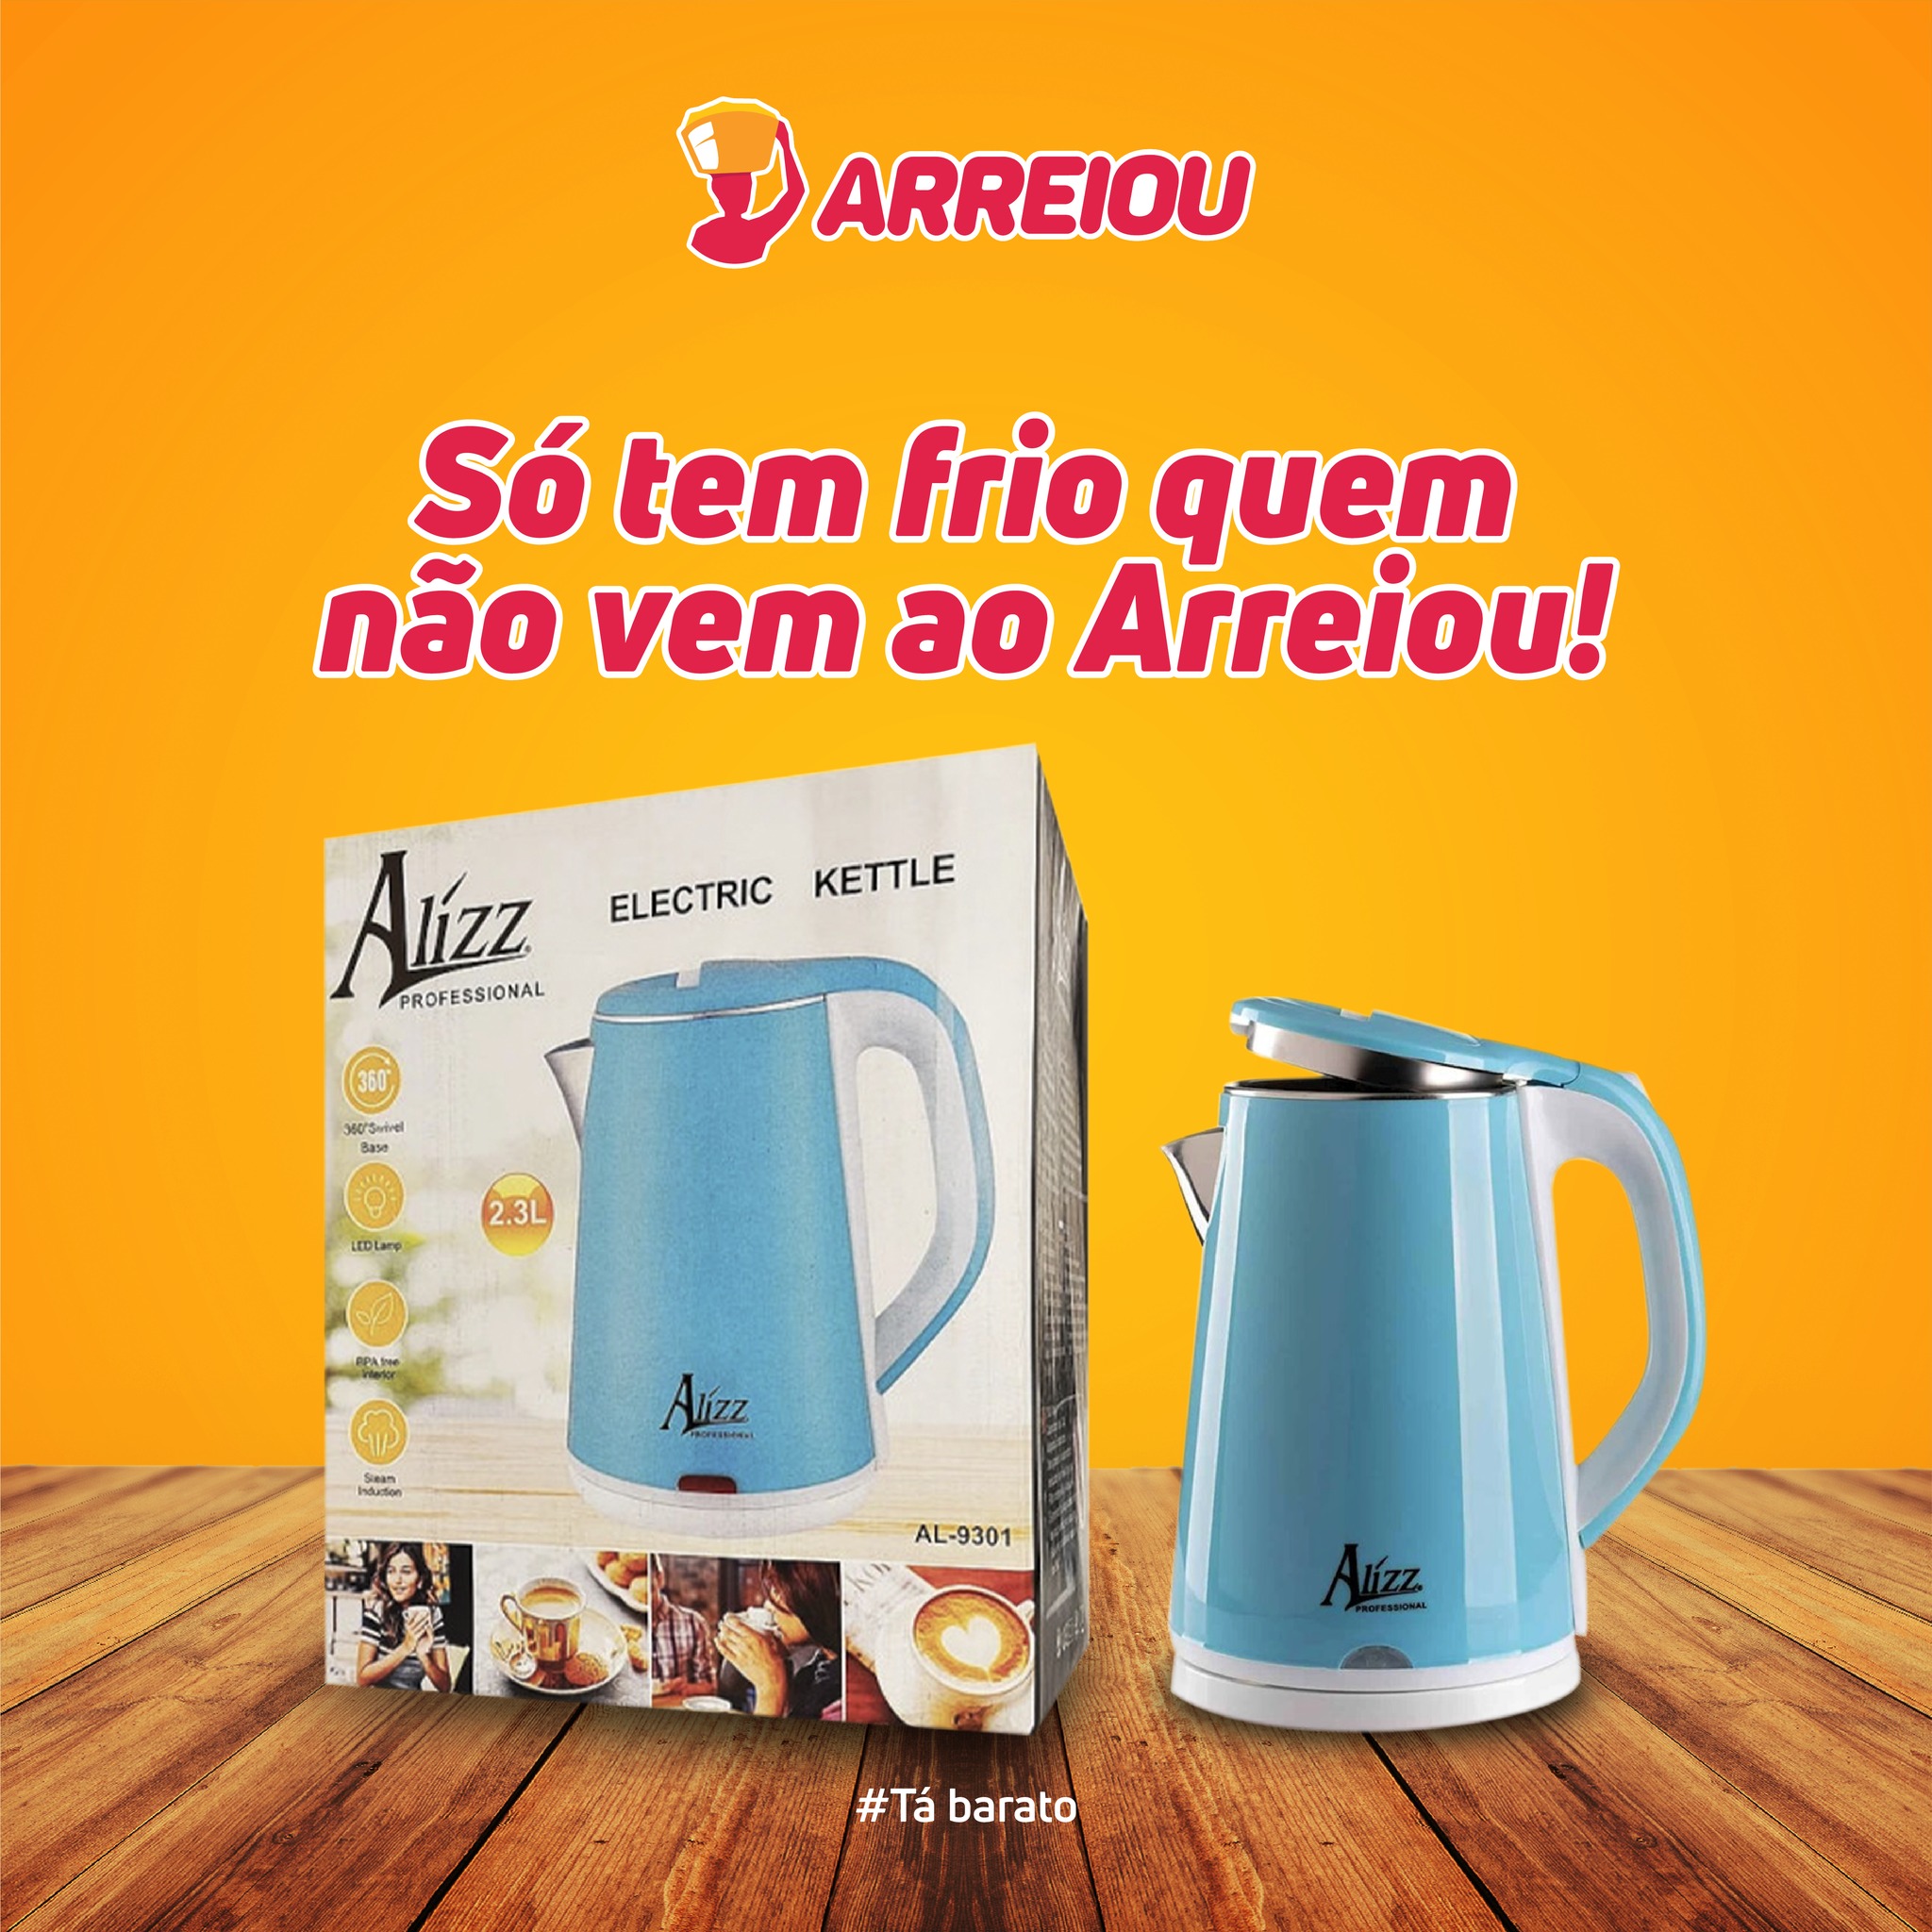 ARREIOU
Só tem frio quem
não vem ao Arreiou!
Alízz
PROFESSIONAL
ELECTRIC KETTLE
360°
360°Swivel
Base
LED Lamp
BPA free
interior
Steam
Induction
2.3L
Alízz
PROFESSIONAL
AL-9301
Alízz
PROFESSIONAL
#Tá barato